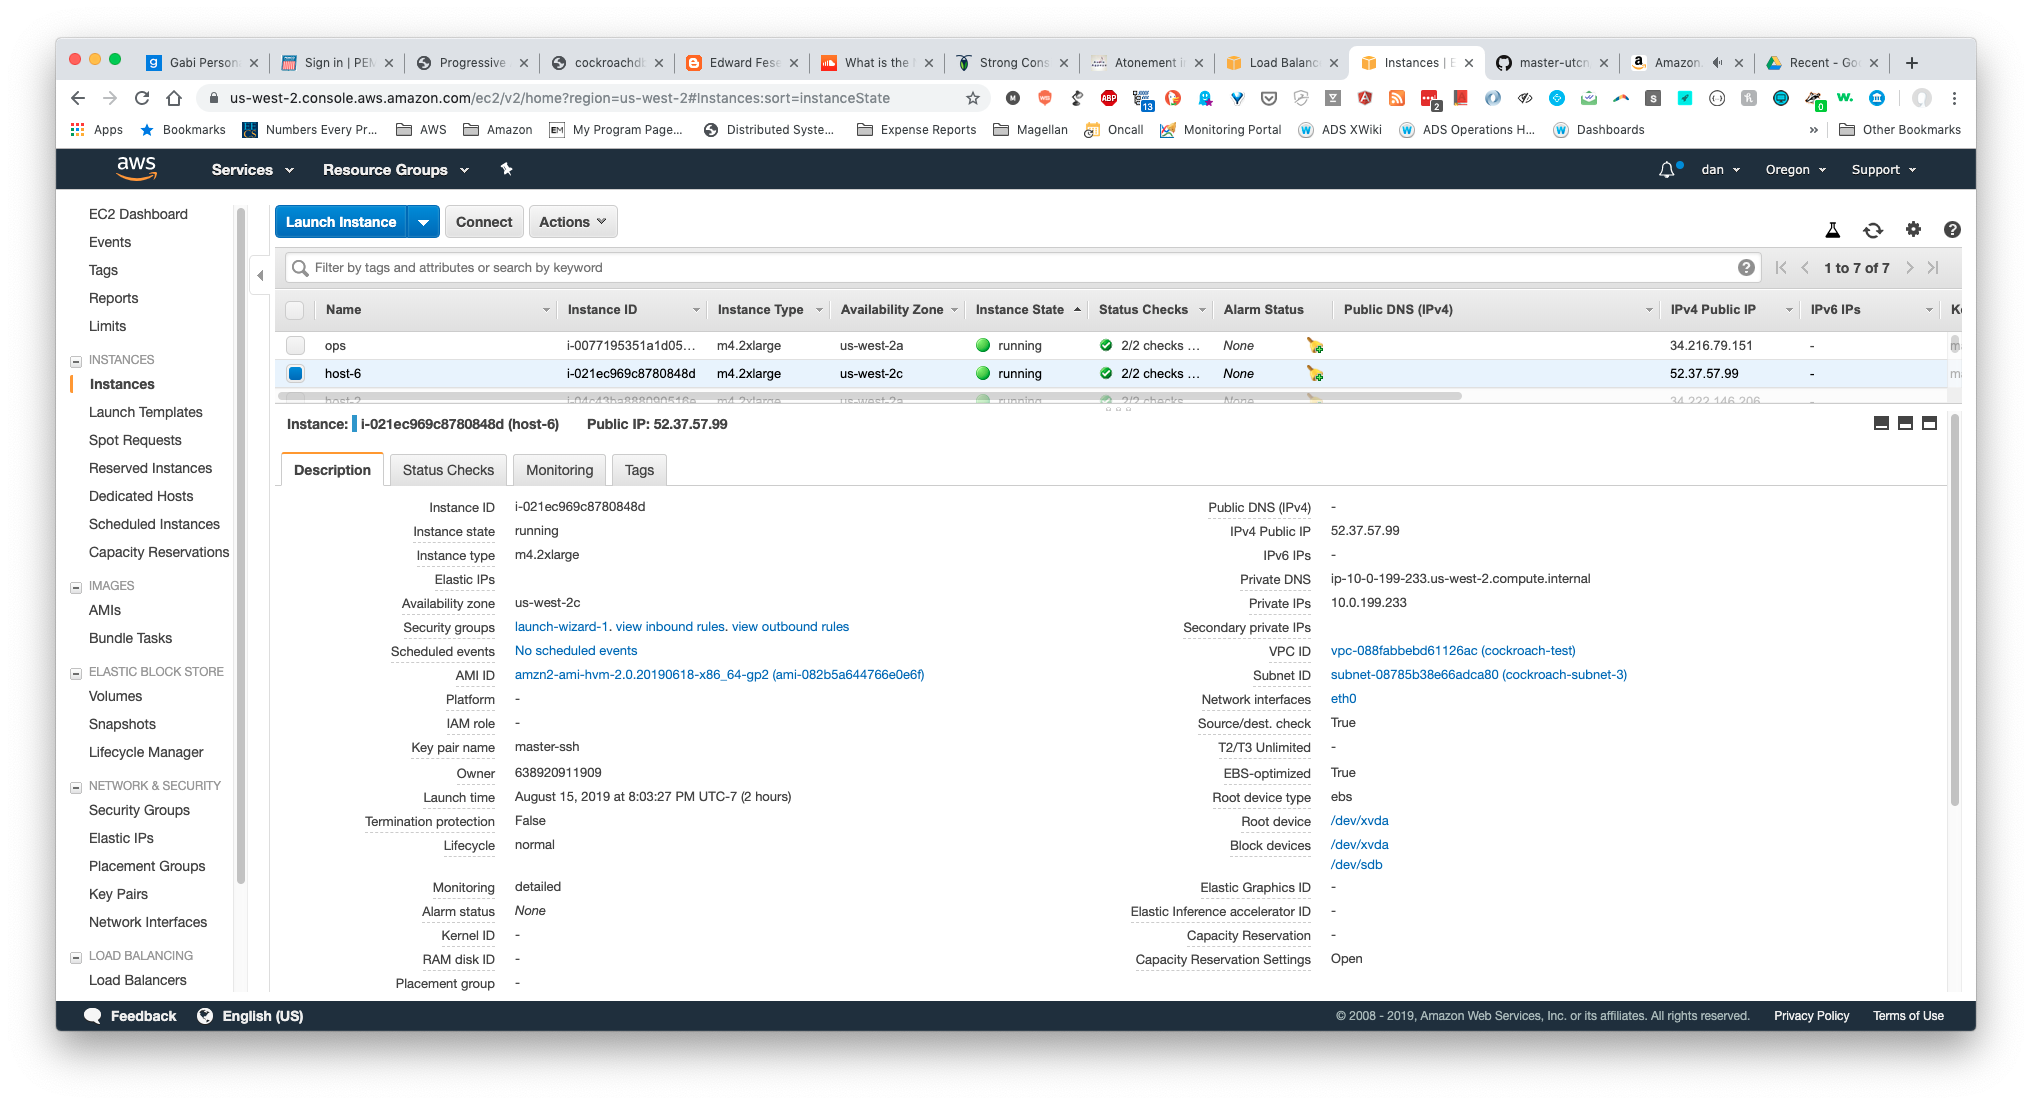 Gabi Person
Sign in | PEN
Progressive
cockroachdb
Edward Fese
What is the
Strong Cons
Atonement i
Load Balanc
Instances | E
master-utcn
Amazon.
Recent - Go
us-west-2.console.aws.amazon.com/ec2/v2/home?region=us-west-2#Instances:sort=instanceState
Apps
Bookmarks
Numbers Every Pr...
AWS
Amazon
My Program Page...
Distributed Syste...
Expense Reports
Magellan
Oncall
Monitoring Portal
ADS XWiki
ADS Operations H...
Dashboards
»
Other Bookmarks
aws Services Resource Groups dan Oregon Support
EC2 Dashboard
Events
Tags
Reports
Limits
INSTANCES
Instances
Launch Templates
Spot Requests
Reserved Instances
Dedicated Hosts
Scheduled Instances
Capacity Reservations
IMAGES
AMIs
Bundle Tasks
ELASTIC BLOCK STORE
Volumes
Snapshots
Lifecycle Manager
NETWORK & SECURITY
Security Groups
Elastic IPs
Placement Groups
Key Pairs
Network Interfaces
LOAD BALANCING
Load Balancers
Launch Instance Connect Actions
Filter by tags and attributes or search by keyword
1 to 7 of 7
Name Instance ID Instance Type Availability Zone Instance State Status Checks Alarm Status Public DNS (IPv4) IPv4 Public IP IPv6 IPs
ops i-0077195351a1d05... m4.2xlarge us-west-2a running 2/2 checks ... None 34.216.79.151 -
host-6 i-021ec969c8780848d m4.2xlarge us-west-2c running 2/2 checks ... None 52.37.57.99 -
host-2 i-04c43ba888090516e m4.2xlarge us-west-2a running 2/2 checks None 34.222.146.206
Instance: i-021ec969c8780848d (host-6) Public IP: 52.37.57.99
Description Status Checks Monitoring Tags
Instance ID i-021ec969c8780848d
Instance state running
Instance type m4.2xlarge
Elastic IPs
Availability zone us-west-2c
Security groups launch-wizard-1. view inbound rules. view outbound rules
Scheduled events No scheduled events
AMI ID amzn2-ami-hvm-2.0.20190618-x86_64-gp2 (ami-082b5a644766e0e6f)
Platform -
IAM role -
Key pair name master-ssh
Owner 638920911909
Launch time August 15, 2019 at 8:03:27 PM UTC-7 (2 hours)
Termination protection False
Lifecycle normal
Monitoring detailed
Alarm status None
Kernel ID -
RAM disk ID -
Placement group -
Public DNS (IPv4) -
IPv4 Public IP 52.37.57.99
IPv6 IPs -
Private DNS ip-10-0-199-233.us-west-2.compute.internal
Private IPs 10.0.199.233
Secondary private IPs
VPC ID vpc-088fabbebd61126ac (cockroach-test)
Subnet ID subnet-08785b38e66adca80 (cockroach-subnet-3)
Network interfaces eth0
Source/dest. check True
T2/T3 Unlimited -
EBS-optimized True
Root device type ebs
Root device /dev/xvda
Block devices /dev/xvda
/dev/sdb
Elastic Graphics ID -
Elastic Inference accelerator ID -
Capacity Reservation -
Capacity Reservation Settings Open
Feedback English (US)
© 2008 - 2019, Amazon Web Services, Inc. or its affiliates. All rights reserved. Privacy Policy Terms of Use